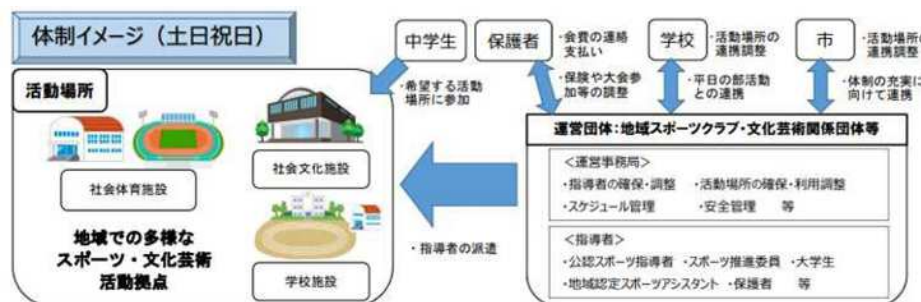 体制イメージ（土日祝日）
中学生
保護者
学校
市
・会費の連絡
支払い
・活動場所の
連携調整
・活動場所の
連携調整
・希望する活動
場所に参加
・保険や大会参
加等の調整
・平日の部活動
との連携
・体制の充実に
向けて連携
活動場所
社会体育施設
社会文化施設
学校施設
地域での多様な
スポーツ・文化芸術
活動拠点
・指導者の派遣
運営団体：地域スポーツクラブ・文化芸術関係団体等
＜運営事務局＞
・指導者の確保・調整 ・活動場所の確保・利用調整
・スケジュール管理 ・安全管理 等
＜指導者＞
・公認スポーツ指導者 ・スポーツ推進委員 ・大学生
・地域認定スポーツアシスタント ・保護者 等